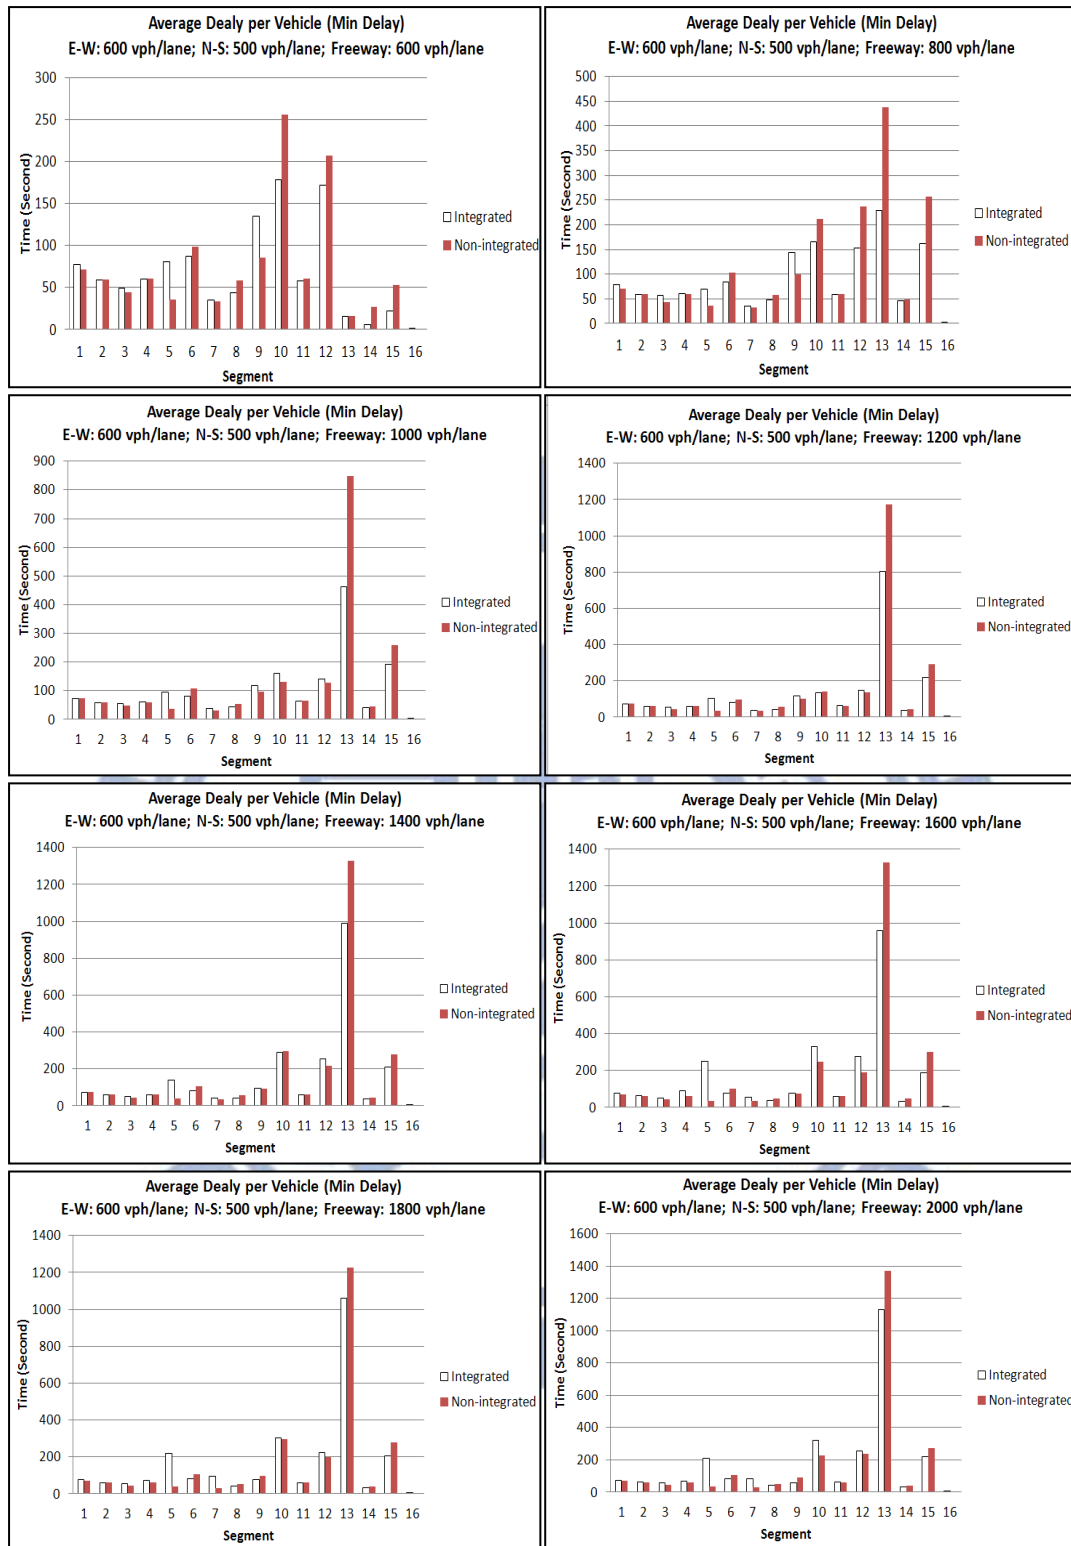 Average Dealy per Vehicle (Min Delay)
E-W: 600 vph/lane; N-S: 500 vph/lane; Freeway: 600 vph/lane
300
250
200
150
100
50
0
Time (Second)
1 2 3 4 5 6 7 8 9 10 11 12 13 14 15 16
Segment
Integrated
Non-integrated
Average Dealy per Vehicle (Min Delay)
E-W: 600 vph/lane; N-S: 500 vph/lane; Freeway: 800 vph/lane
500
450
400
350
300
250
200
150
100
50
0
Time (Second)
1 2 3 4 5 6 7 8 9 10 11 12 13 14 15 16
Segment
Integrated
Non-integrated
Average Dealy per Vehicle (Min Delay)
E-W: 600 vph/lane; N-S: 500 vph/lane; Freeway: 1000 vph/lane
900
800
700
600
500
400
300
200
100
0
Time (Second)
1 2 3 4 5 6 7 8 9 10 11 12 13 14 15 16
Segment
Integrated
Non-integrated
Average Dealy per Vehicle (Min Delay)
E-W: 600 vph/lane; N-S: 500 vph/lane; Freeway: 1200 vph/lane
1400
1200
1000
800
600
400
200
0
Time (Second)
1 2 3 4 5 6 7 8 9 10 11 12 13 14 15 16
Segment
Integrated
Non-integrated
Average Dealy per Vehicle (Min Delay)
E-W: 600 vph/lane; N-S: 500 vph/lane; Freeway: 1400 vph/lane
1400
1200
1000
800
600
400
200
0
Time (Second)
1 2 3 4 5 6 7 8 9 10 11 12 13 14 15 16
Segment
Integrated
Non-integrated
Average Dealy per Vehicle (Min Delay)
E-W: 600 vph/lane; N-S: 500 vph/lane; Freeway: 1600 vph/lane
1400
1200
1000
800
600
400
200
0
Time (Second)
1 2 3 4 5 6 7 8 9 10 11 12 13 14 15 16
Segment
Integrated
Non-integrated
Average Dealy per Vehicle (Min Delay)
E-W: 600 vph/lane; N-S: 500 vph/lane; Freeway: 1800 vph/lane
1400
1200
1000
800
600
400
200
0
Time (Second)
1 2 3 4 5 6 7 8 9 10 11 12 13 14 15 16
Segment
Integrated
Non-integrated
Average Dealy per Vehicle (Min Delay)
E-W: 600 vph/lane; N-S: 500 vph/lane; Freeway: 2000 vph/lane
1600
1400
1200
1000
800
600
400
200
0
Time (Second)
1 2 3 4 5 6 7 8 9 10 11 12 13 14 15 16
Segment
Integrated
Non-integrated